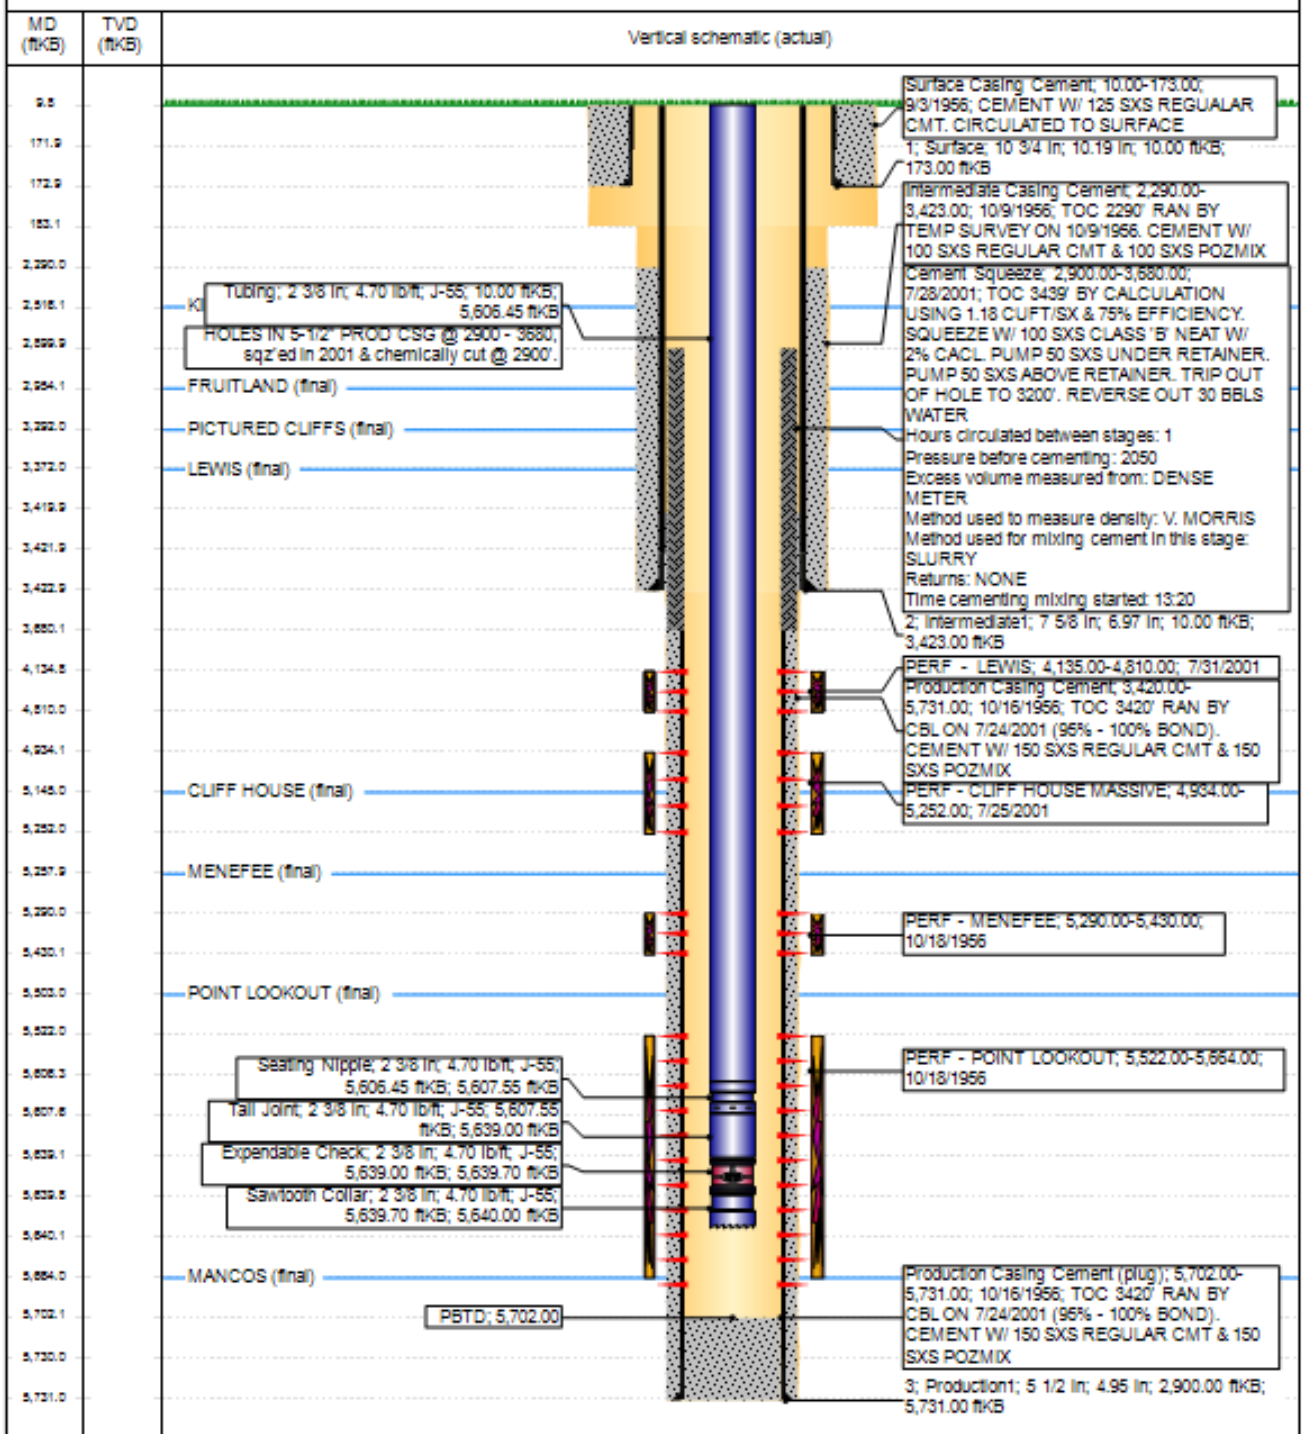 MD
(ftKB)
TVD
(ftKB)
Vertical schematic (actual)
9.8
171.9
172.9
183.1
2,290.0
2,899.9
2,984.1
3,292.0
3,372.0
3,419.9
3,421.9
3,422.9
3,680.1
4,134.8
4,810.0
4,934.1
5,148.0
5,252.0
5,257.9
5,290.0
5,430.1
5,503.0
5,522.0
5,606.3
5,607.6
5,639.1
5,639.8
5,640.1
5,664.0
5,702.1
5,730.0
5,731.0
Tubing; 2 3/8 in; 4.70 lb/ft; J-55; 10.00 ftKB;
5,606.45 ftKB
KI
HOLES IN 5-1/2" PROD CSG @ 2900 - 3680,
sqz'ed in 2001 & chemically cut @ 2900'.
FRUITLAND (final)
PICTURED CLIFFS (final)
LEWIS (final)
CLIFF HOUSE (final)
MENEFEE (final)
POINT LOOKOUT (final)
Seating Nipple; 2 3/8 in; 4.70 lb/ft; J-55;
5,606.45 ftKB; 5,607.55 ftKB
Tail Joint; 2 3/8 in; 4.70 lb/ft; J-55; 5,607.55
ftKB; 5,639.00 ftKB
Expendable Check; 2 3/8 in; 4.70 lb/ft; J-55;
5,639.00 ftKB; 5,639.70 ftKB
Sawtooth Collar; 2 3/8 in; 4.70 lb/ft; J-55;
5,639.70 ftKB; 5,640.00 ftKB
MANCOS (final)
PBTD; 5,702.00
Surface Casing Cement; 10.00-173.00;
9/3/1956; CEMENT W/ 125 SXS REGUALAR
CMT. CIRCULATED TO SURFACE
1; Surface; 10 3/4 in; 10.19 in; 10.00 ftKB;
173.00 ftKB
Intermediate Casing Cement; 2,290.00-
3,423.00; 10/9/1956; TOC 2290' RAN BY
TEMP SURVEY ON 10/9/1956. CEMENT W/
100 SXS REGULAR CMT & 100 SXS POZMIX
Cement Squeeze; 2,900.00-3,680.00;
7/28/2001; TOC 3439' BY CALCULATION
USING 1.18 CUFT/SX & 75% EFFICIENCY.
SQUEEZE W/ 100 SXS CLASS 'B' NEAT W/
2% CACL. PUMP 50 SXS UNDER RETAINER.
PUMP 50 SXS ABOVE RETAINER. TRIP OUT
OF HOLE TO 3200'. REVERSE OUT 30 BBLS
WATER
Hours circulated between stages: 1
Pressure before cementing: 2050
Excess volume measured from: DENSE
METER
Method used to measure density: V. MORRIS
Method used for mixing cement in this stage:
SLURRY
Returns: NONE
Time cementing mixing started: 13:20
2; Intermediate1; 7 5/8 in; 6.97 in; 10.00 ftKB;
3,423.00 ftKB
PERF - LEWIS; 4,135.00-4,810.00; 7/31/2001
Production Casing Cement; 3,420.00-
5,731.00; 10/16/1956; TOC 3420' RAN BY
CBL ON 7/24/2001 (95% - 100% BOND).
CEMENT W/ 150 SXS REGULAR CMT & 150
SXS POZMIX
PERF - CLIFF HOUSE MASSIVE; 4,934.00-
5,252.00; 7/25/2001
PERF - MENEFEE; 5,290.00-5,430.00;
10/18/1956
PERF - POINT LOOKOUT; 5,522.00-5,664.00;
10/18/1956
Production Casing Cement (plug); 5,702.00-
5,731.00; 10/16/1956; TOC 3420' RAN BY
CBL ON 7/24/2001 (95% - 100% BOND).
CEMENT W/ 150 SXS REGULAR CMT & 150
SXS POZMIX
3; Production1; 5 1/2 in; 4.95 in; 2,900.00 ftKB;
5,731.00 ftKB